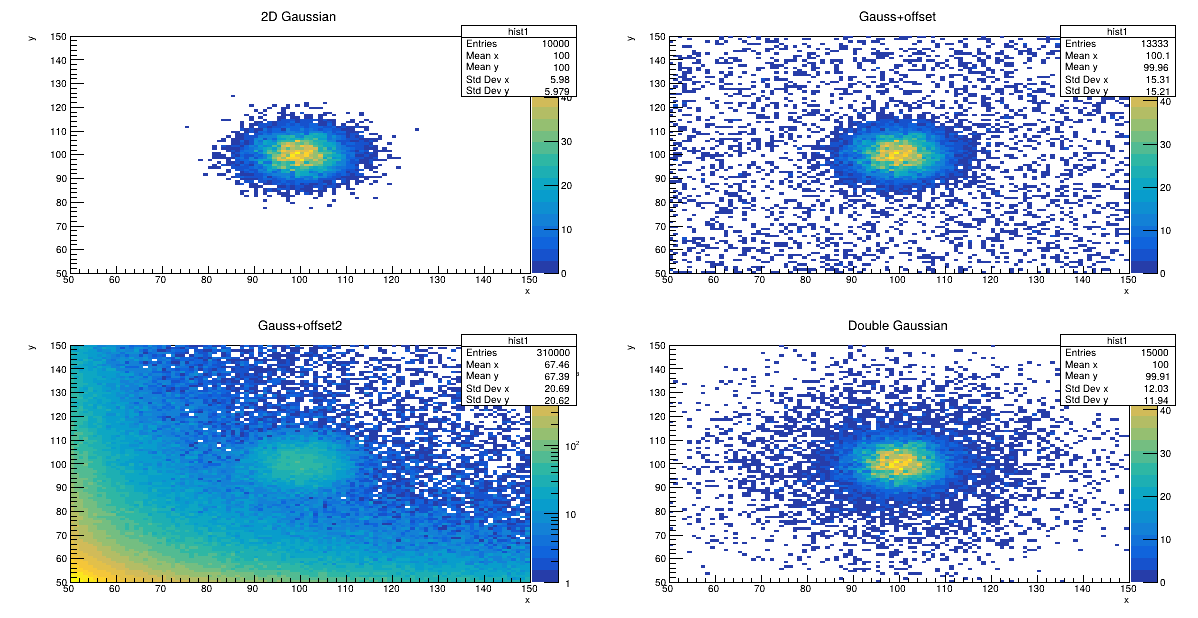 2D Gaussian
y
150
140
130
120
110
100
90
80
70
60
50
50 60 70 80 90 100 110 120 130 140 150
x
hist1
Entries 10000
Mean x 100
Mean y 100
Std Dev x 5.98
Std Dev y 5.979
40
30
20
10
0
Gauss+offset
y
150
140
130
120
110
100
90
80
70
60
50
50 60 70 80 90 100 110 120 130 140 150
x
hist1
Entries 13333
Mean x 100.1
Mean y 99.96
Std Dev x 15.31
Std Dev y 15.21
40
30
20
10
0
Gauss+offset2
y
150
140
130
120
110
100
90
80
70
60
50
50 60 70 80 90 100 110 120 130 140 150
x
hist1
Entries 310000
Mean x 67.46
Mean y 67.39
Std Dev x 20.69
Std Dev y 20.62
10²
10
1
Double Gaussian
y
150
140
130
120
110
100
90
80
70
60
50
50 60 70 80 90 100 110 120 130 140 150
x
hist1
Entries 15000
Mean x 100
Mean y 99.91
Std Dev x 12.03
Std Dev y 11.94
40
30
20
10
0